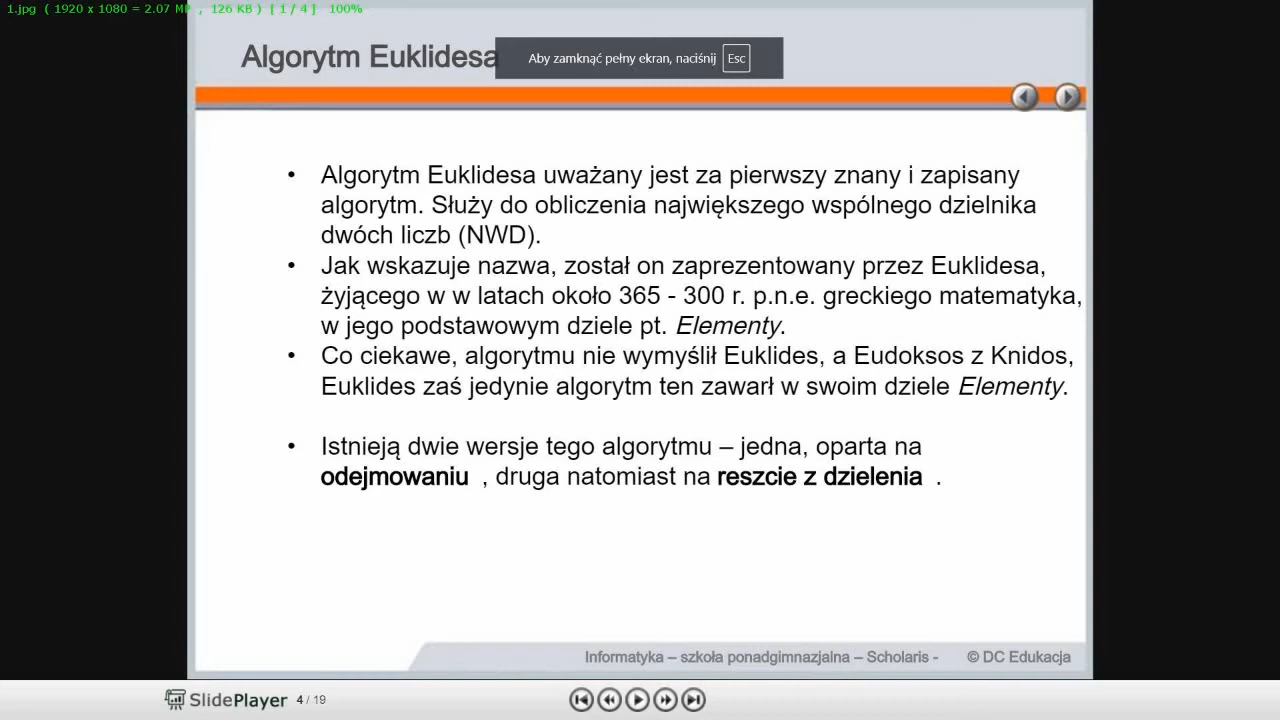 1.jpg ( 1920 x 1080 = 2.07 MP , 126 KB ) [ 1 / 4 ] 100%
Algorytm Euklidesa
Aby zamknąć pełny ekran, naciśnij Esc
• Algorytm Euklidesa uważany jest za pierwszy znany i zapisany
algorytm. Służy do obliczenia największego wspólnego dzielnika
dwóch liczb (NWD).
• Jak wskazuje nazwa, został on zaprezentowany przez Euklidesa,
żyjącego w w latach około 365 - 300 r. p.n.e. greckiego matematyka,
w jego podstawowym dziele pt. Elementy.
• Co ciekawe, algorytmu nie wymyślił Euklides, a Eudoksos z Knidos,
Euklides zaś jedynie algorytm ten zawarł w swoim dziele Elementy.
• Istnieją dwie wersje tego algorytmu – jedna, oparta na
odejmowaniu , druga natomiast na reszcie z dzielenia .
Informatyka – szkoła ponadgimnazjalna – Scholaris - © DC Edukacja
SlidePlayer 4 / 19